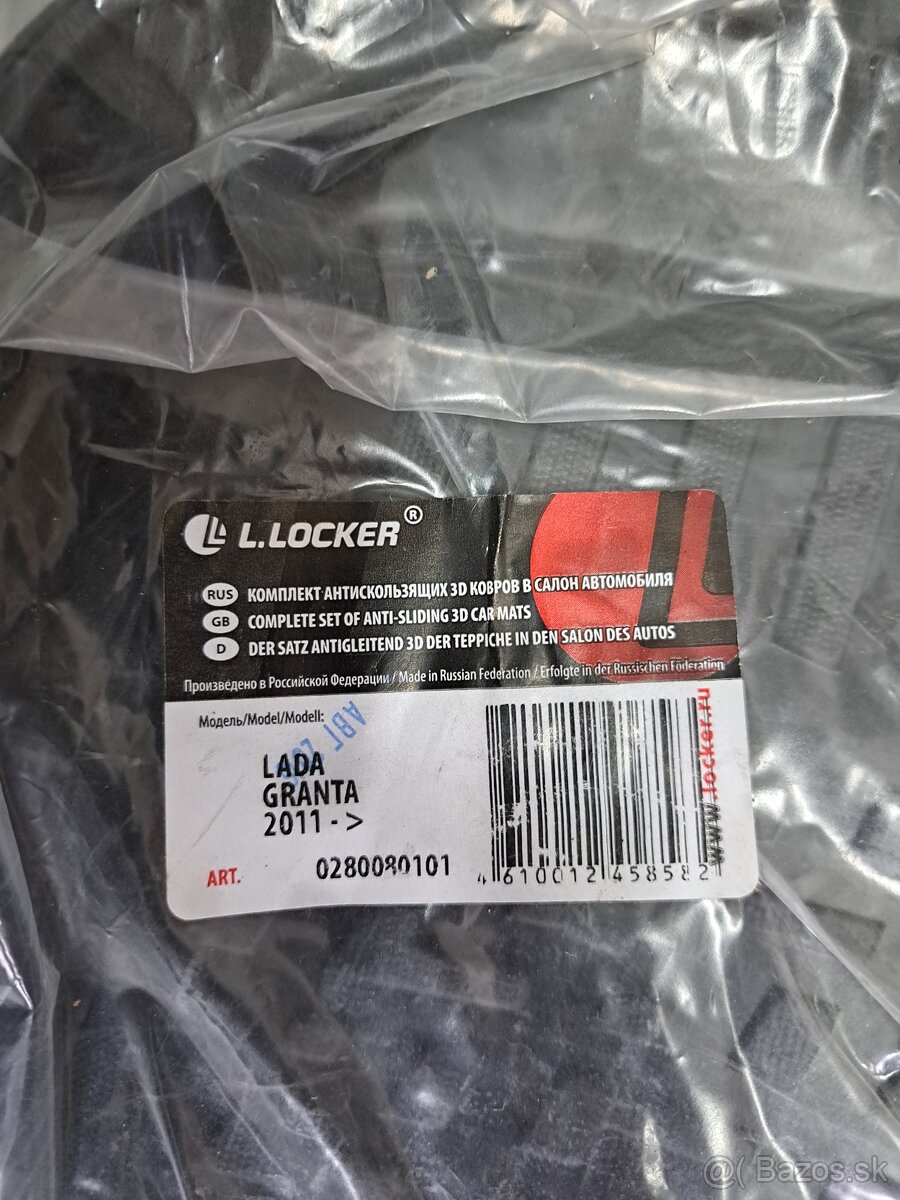 L.LOCKER®
RUS КОМПЛЕКТ АНТИСКОЛЬЗЯЩИХ 3D КОВРОВ В САЛОН АВТОМОБИЛЯ
GB COMPLETE SET OF ANTI-SLIDING 3D CAR MATS
D DER SATZ ANTIGLEITEND 3D DER TEPPICHE IN DEN SALON DES AUTOS
Произведено в Российской Федерации / Made in Russian Federation / Erfolgte in der Russischen Föderation
Модель/Model/Modell:
АВГ
LADA
GRANTA
2011 - >
ART. 0280080101
4 610012 458582
www.locker.ru
@( Bazos.sk